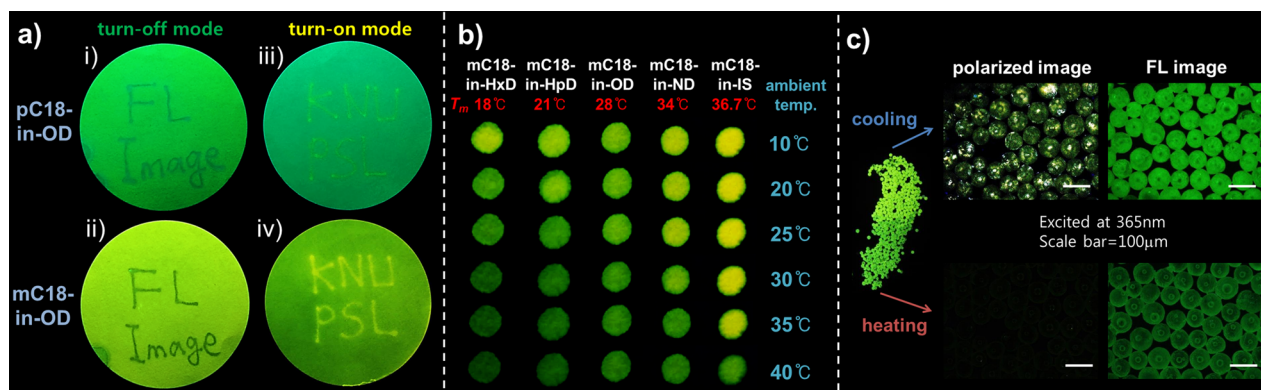 a)
turn-off mode
turn-on mode
i)
iii)
pC18-
in-OD
FL
Image
KNU
PSL
ii)
iv)
mC18-
in-OD
FL
Image
KNU
PSL
b)
mC18-
in-HxD
mC18-
in-HpD
mC18-
in-OD
mC18-
in-ND
mC18-
in-IS
ambient
temp.
Tm 18℃ 21℃ 28℃ 34℃ 36.7℃
10℃
20℃
25℃
30℃
35℃
40℃
c)
polarized image
FL image
cooling
Excited at 365nm
Scale bar=100μm
heating